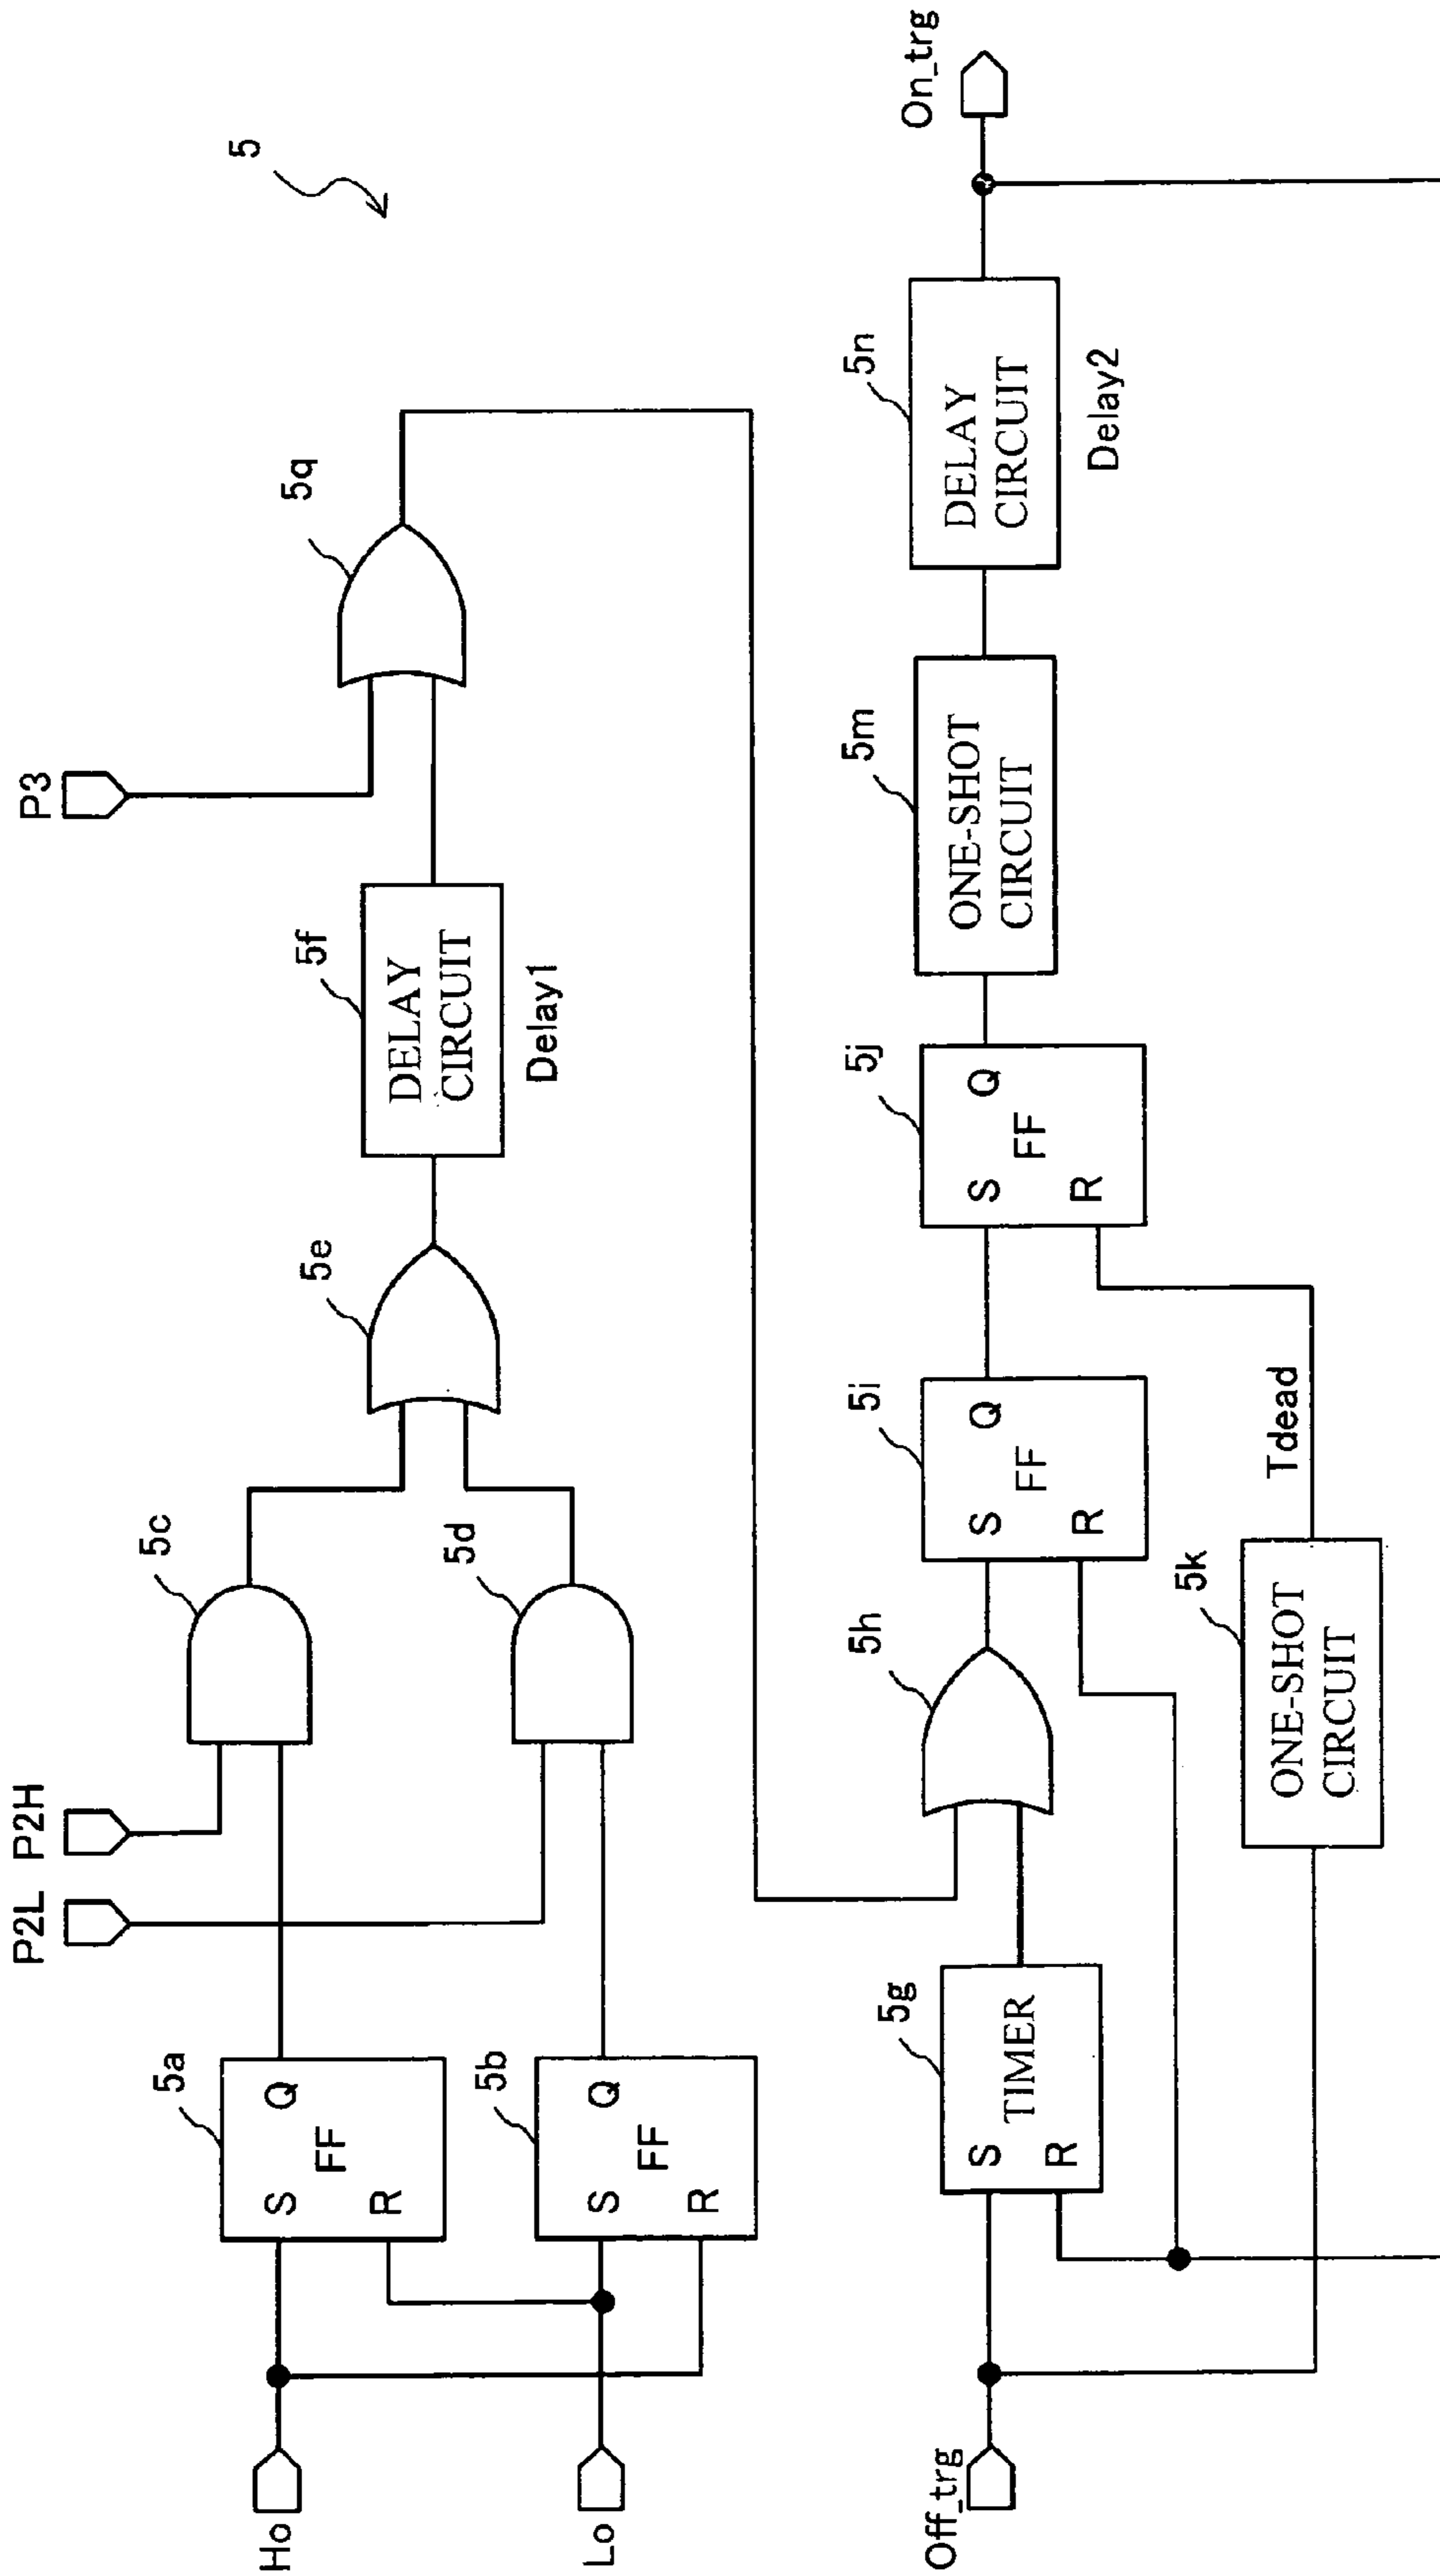 5
P2L
P2H
P3
5a
S
Q
FF
R
5c
5e
5f
DELAY
CIRCUIT
Delay1
5q
Ho
5b
S
Q
FF
R
5d
Lo
Off_trg
5g
S
TIMER
R
5h
5i
S
Q
FF
R
5j
S
Q
FF
R
5m
ONE-SHOT
CIRCUIT
5n
DELAY
CIRCUIT
Delay2
On_trg
5k
ONE-SHOT
CIRCUIT
Tdead